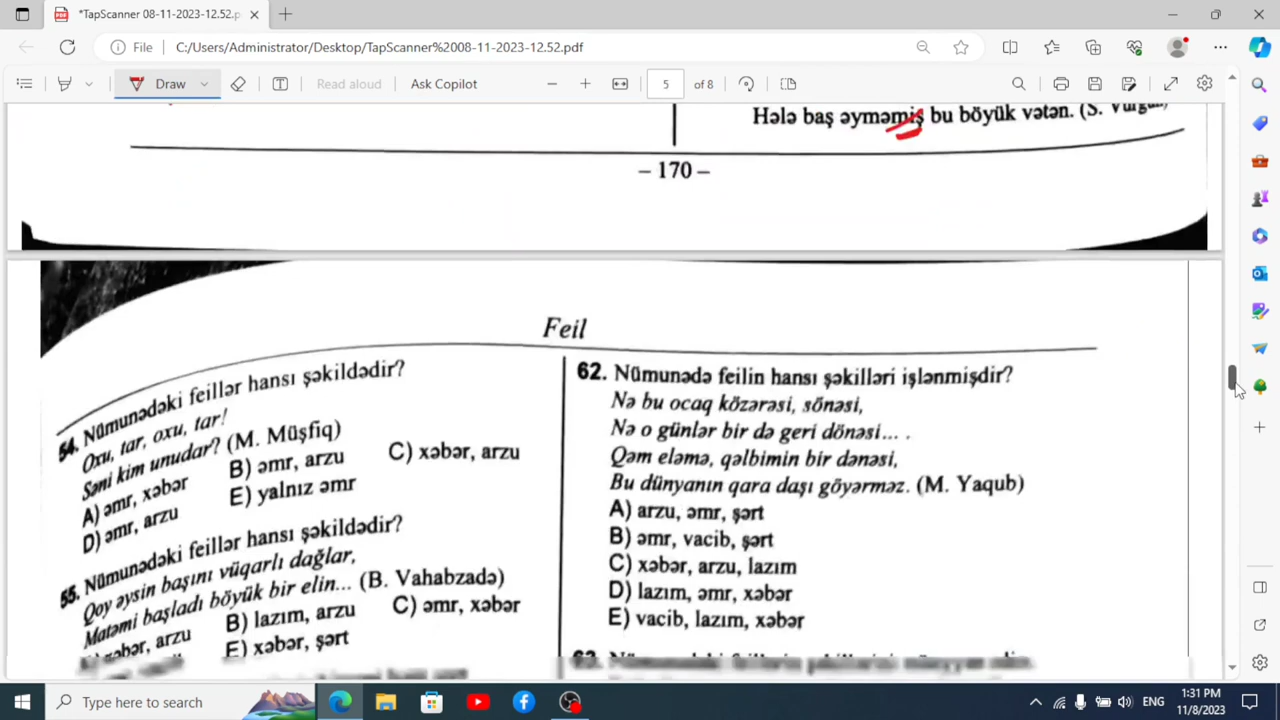 *TapScanner 08-11-2023-12.52.p
File
C:/Users/Administrator/Desktop/TapScanner%2008-11-2023-12.52.pdf
Draw
Read aloud
Ask Copilot
5
of 8
Hələ baş əyməmiş bu böyük vətən. (S. Vurğun)
– 170 –
Feil
54. Nümunədəki feillər hansı şəkildədir?
Oxu, tar, oxu, tar!
Səni kim unudar? (M. Müşfiq)
A) əmr, xəbər
B) əmr, arzu
C) xəbər, arzu
D) əmr, arzu
E) yalnız əmr
55. Nümunədəki feillər hansı şəkildədir?
Qoy əysin başını vüqarlı dağlar,
Matəmi başladı böyük bir elin... (B. Vahabzadə)
xəbər, arzu
B) lazım, arzu
C) əmr, xəbər
E) xəbər, şərt
62. Nümunədə feilin hansı şəkilləri işlənmişdir?
Nə bu ocaq közərəsi, sönəsi,
Nə o günlər bir də geri dönəsi... .
Qəm eləmə, qəlbimin bir dənəsi,
Bu dünyanın qara daşı göyərməz. (M. Yaqub)
A) arzu, əmr, şərt
B) əmr, vacib, şərt
C) xəbər, arzu, lazım
D) lazım, əmr, xəbər
E) vacib, lazım, xəbər
Type here to search
ENG
1:31 PM
11/8/2023